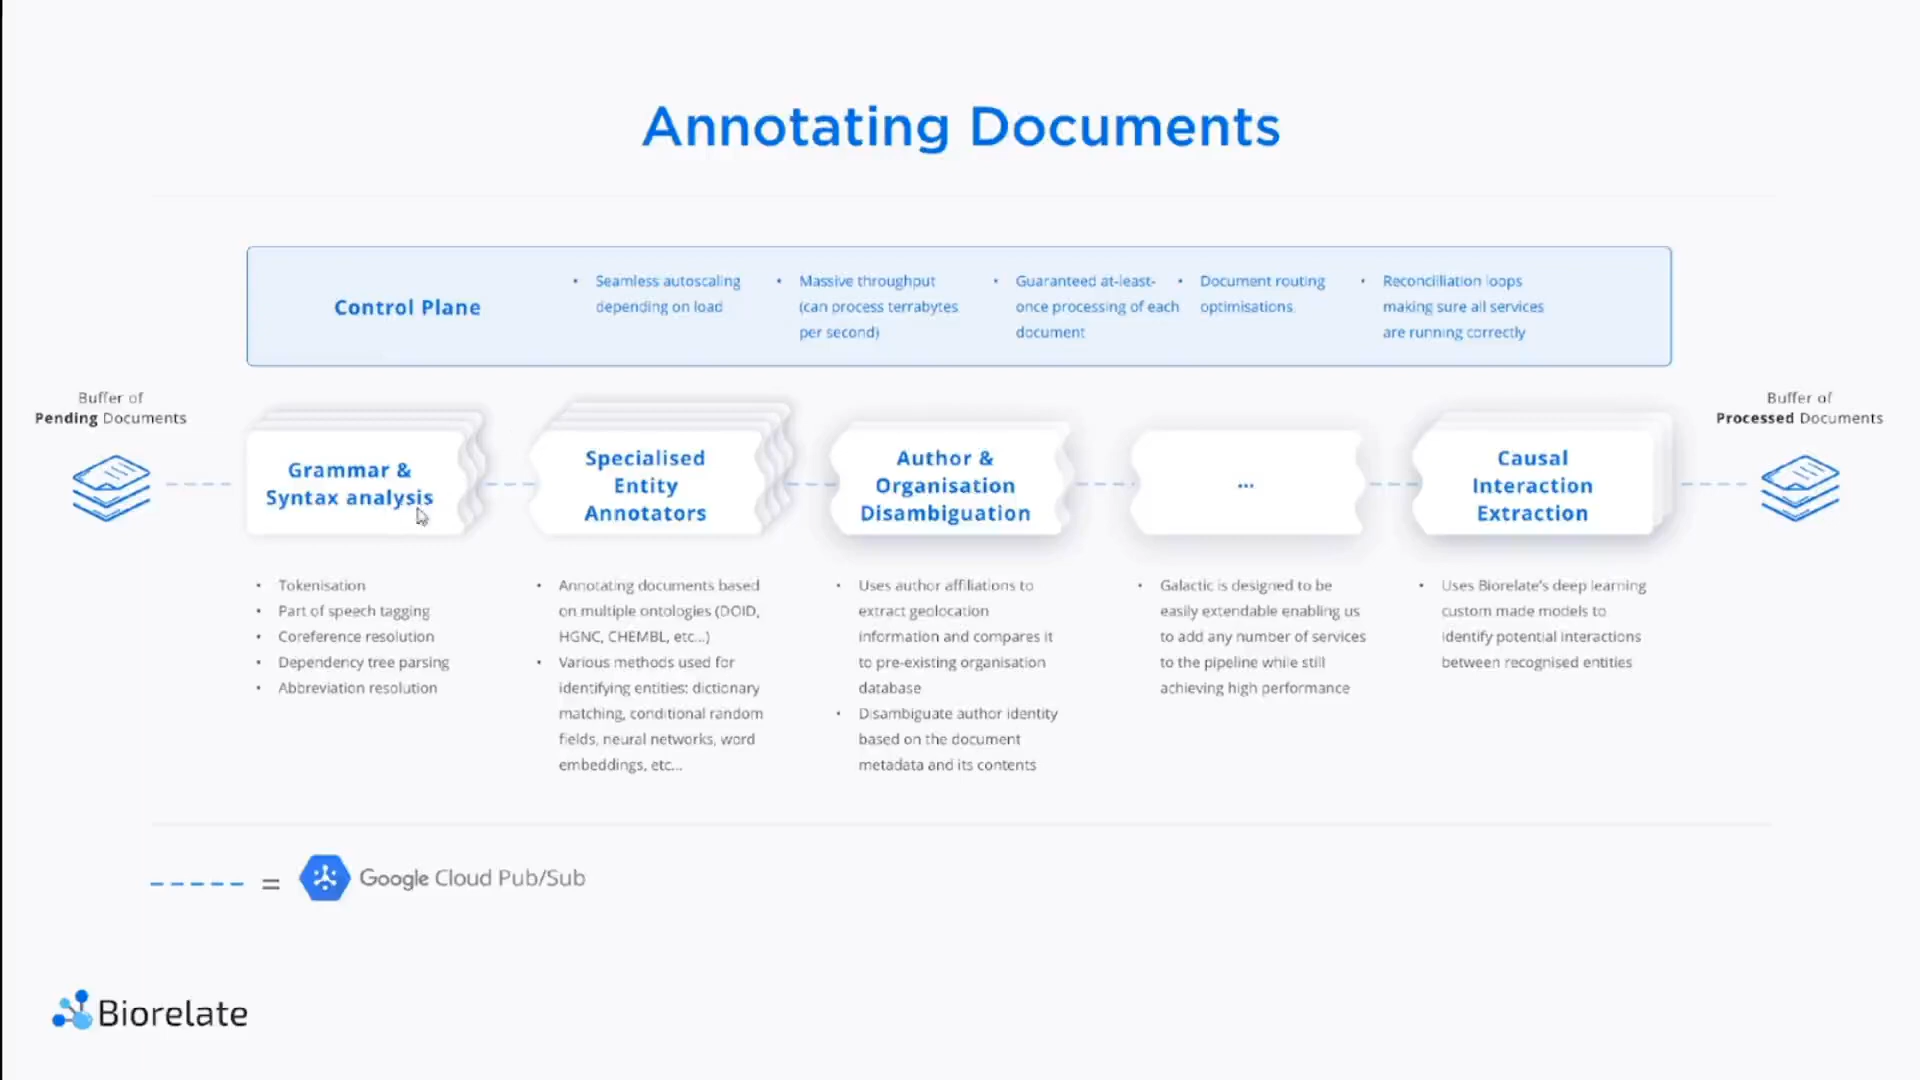 Annotating Documents
Control Plane
• Seamless autoscaling
depending on load
• Massive throughput
(can process terrabytes
per second)
• Guaranteed at-least-
once processing of each
document
• Document routing
optimisations
• Reconcilliation loops
making sure all services
are running correctly
Buffer of
Pending Documents
Grammar &
Syntax analysis
Specialised
Entity
Annotators
Author &
Organisation
Disambiguation
...
Causal
Interaction
Extraction
Buffer of
Processed Documents
• Tokenisation
• Part of speech tagging
• Coreference resolution
• Dependency tree parsing
• Abbreviation resolution
• Annotating documents based
on multiple ontologies (DOID,
HGNC, CHEMBL, etc...)
• Various methods used for
identifying entities: dictionary
matching, conditional random
fields, neural networks, word
embeddings, etc...
• Uses author affiliations to
extract geolocation
information and compares it
to pre-existing organisation
database
• Disambiguate author identity
based on the document
metadata and its contents
• Galactic is designed to be
easily extendable enabling us
to add any number of services
to the pipeline while still
achieving high performance
• Uses Biorelate's deep learning
custom made models to
identify potential interactions
between recognised entities
= Google Cloud Pub/Sub
Biorelate